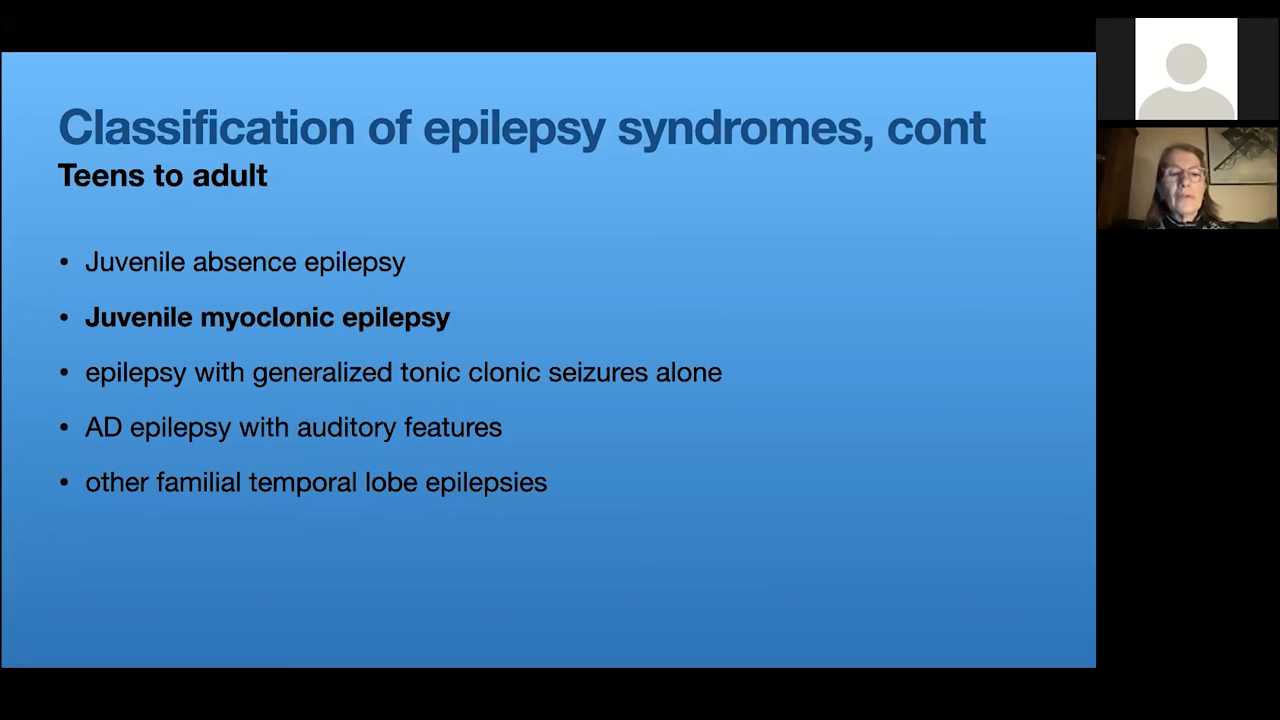 Classification of epilepsy syndromes, cont
Teens to adult
• Juvenile absence epilepsy
• Juvenile myoclonic epilepsy
• epilepsy with generalized tonic clonic seizures alone
• AD epilepsy with auditory features
• other familial temporal lobe epilepsies